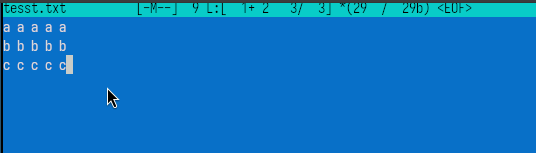 tesst.txt [-M--] 9 L:[ 1+ 2 3/ 3] *(29 / 29b) <EOF>
a a a a a
b b b b b
c c c c c